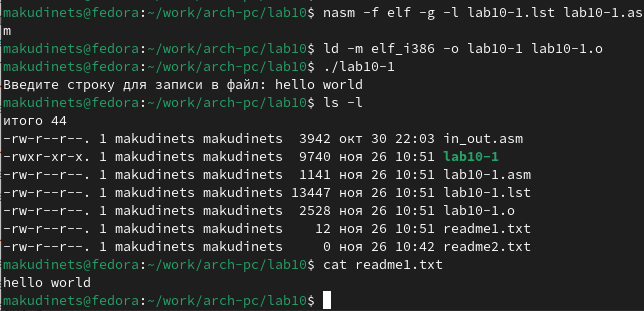 makudinets@fedora:~/work/arch-pc/lab10$ nasm -f elf -g -l lab10-1.lst lab10-1.as
m
makudinets@fedora:~/work/arch-pc/lab10$ ld -m elf_i386 -o lab10-1 lab10-1.o
makudinets@fedora:~/work/arch-pc/lab10$ ./lab10-1
Введите строку для записи в файл: hello world
makudinets@fedora:~/work/arch-pc/lab10$ ls -l
итого 44
-rw-r--r--. 1 makudinets makudinets  3942 окт 30 22:03 in_out.asm
-rwxr-xr-x. 1 makudinets makudinets  9740 ноя 26 10:51 lab10-1
-rw-r--r--. 1 makudinets makudinets  1141 ноя 26 10:51 lab10-1.asm
-rw-r--r--. 1 makudinets makudinets 13447 ноя 26 10:51 lab10-1.lst
-rw-r--r--. 1 makudinets makudinets  2528 ноя 26 10:51 lab10-1.o
-rw-r--r--. 1 makudinets makudinets    12 ноя 26 10:51 readme1.txt
-rw-r--r--. 1 makudinets makudinets     0 ноя 26 10:42 readme2.txt
makudinets@fedora:~/work/arch-pc/lab10$ cat readme1.txt
hello world
makudinets@fedora:~/work/arch-pc/lab10$